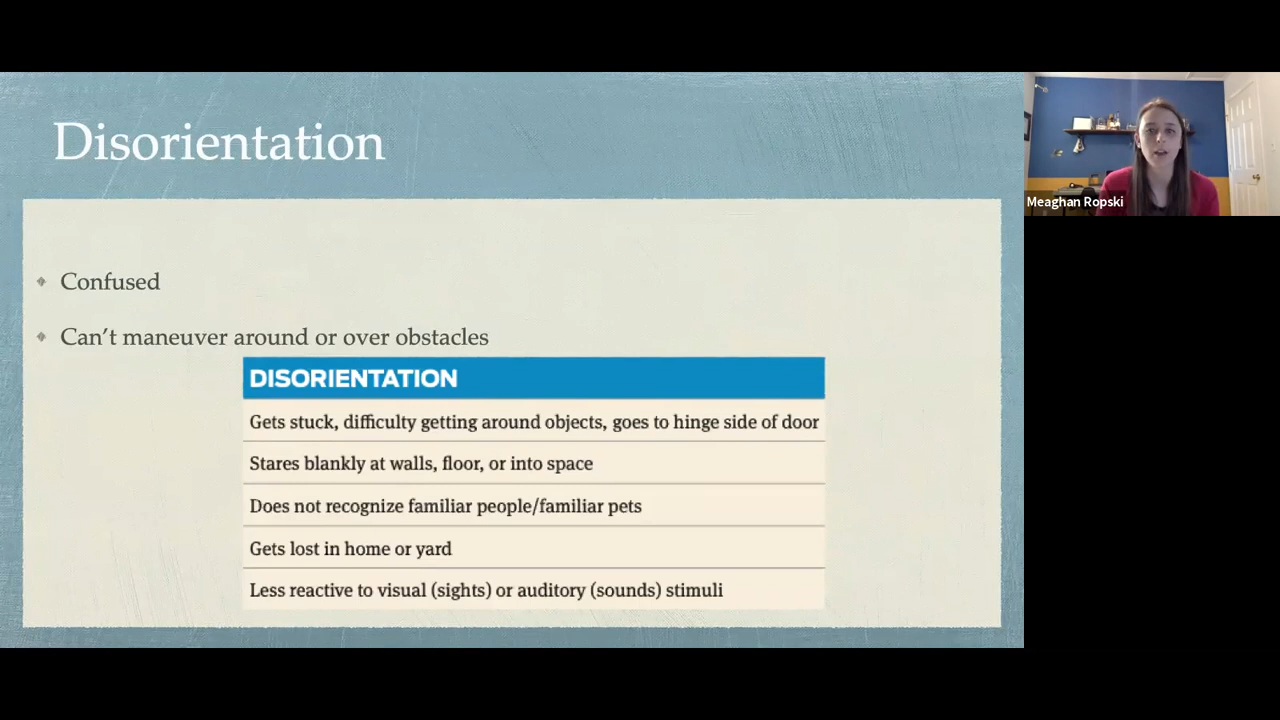 Disorientation
Confused
Can’t maneuver around or over obstacles
DISORIENTATION
Gets stuck, difficulty getting around objects, goes to hinge side of door
Stares blankly at walls, floor, or into space
Does not recognize familiar people/familiar pets
Gets lost in home or yard
Less reactive to visual (sights) or auditory (sounds) stimuli
Meaghan Ropski